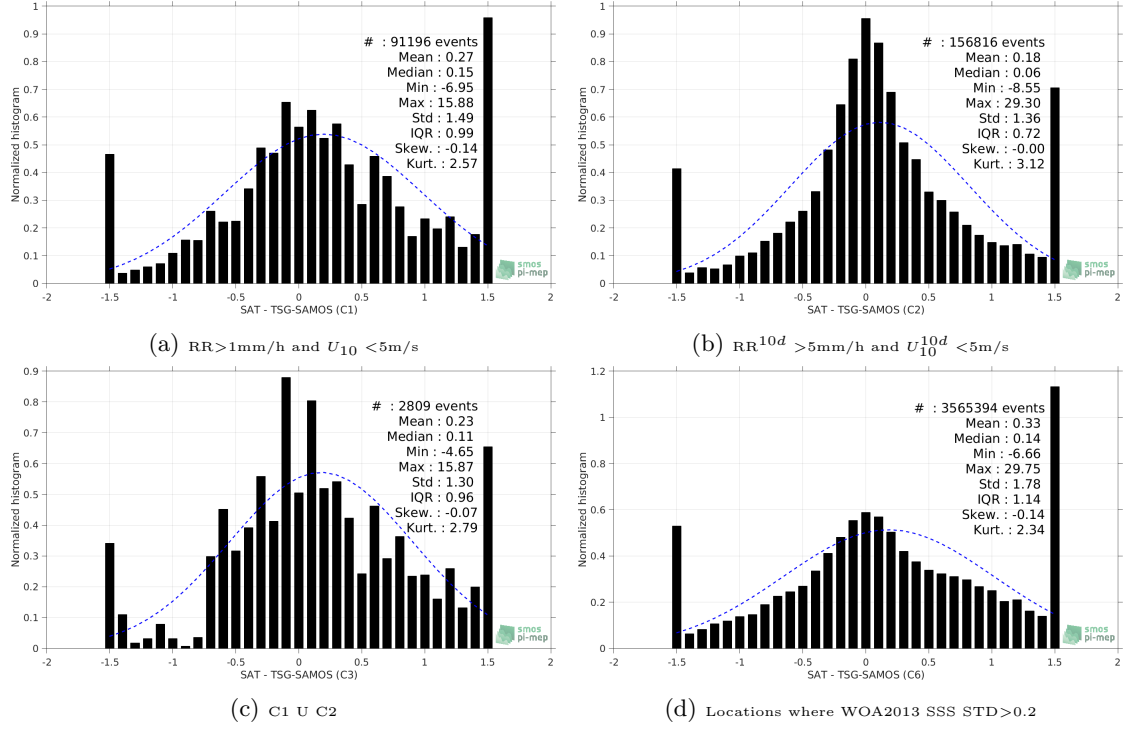 # : 91196 events
Mean : 0.27
Median : 0.15
Min : -6.95
Max : 15.88
Std : 1.49
IQR : 0.99
Skew. : -0.14
Kurt. : 2.57
Normalized histogram
1
0.9
0.8
0.7
0.6
0.5
0.4
0.3
0.2
0.1
0
-2 -1.5 -1 -0.5 0 0.5 1 1.5 2
SAT - TSG-SAMOS (C1)
smos
pi-mep
(a) RR>1mm/h and U10 <5m/s
# : 156816 events
Mean : 0.18
Median : 0.06
Min : -8.55
Max : 29.30
Std : 1.36
IQR : 0.72
Skew. : -0.00
Kurt. : 3.12
Normalized histogram
1
0.9
0.8
0.7
0.6
0.5
0.4
0.3
0.2
0.1
0
-2 -1.5 -1 -0.5 0 0.5 1 1.5 2
SAT - TSG-SAMOS (C2)
smos
pi-mep
(b) RR^10d >5mm/h and U10^10d <5m/s
# : 2809 events
Mean : 0.23
Median : 0.11
Min : -4.65
Max : 15.87
Std : 1.30
IQR : 0.96
Skew. : -0.07
Kurt. : 2.79
Normalized histogram
0.9
0.8
0.7
0.6
0.5
0.4
0.3
0.2
0.1
0
-2 -1.5 -1 -0.5 0 0.5 1 1.5 2
SAT - TSG-SAMOS (C3)
smos
pi-mep
(c) C1 U C2
# : 3565394 events
Mean : 0.33
Median : 0.14
Min : -6.66
Max : 29.75
Std : 1.78
IQR : 1.14
Skew. : -0.14
Kurt. : 2.34
Normalized histogram
1.2
1
0.8
0.6
0.4
0.2
0
-2 -1.5 -1 -0.5 0 0.5 1 1.5 2
SAT - TSG-SAMOS (C6)
smos
pi-mep
(d) Locations where WOA2013 SSS STD>0.2